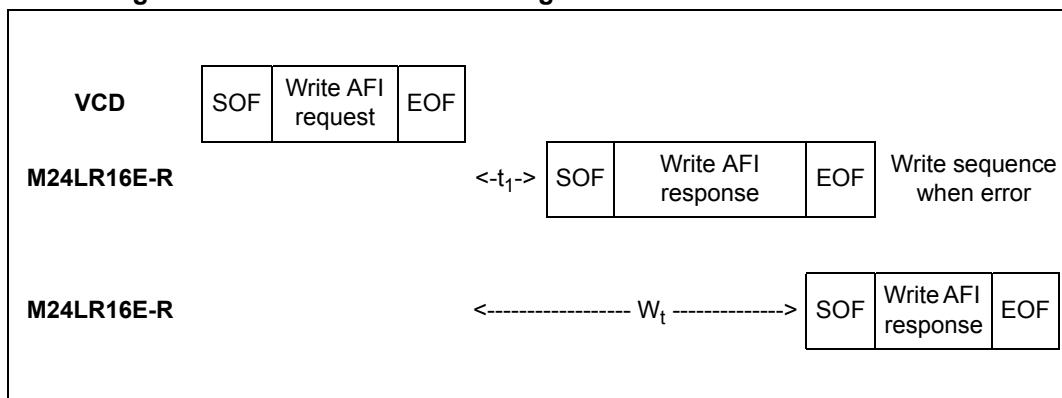 VCD SOF Write AFI request EOF
M24LR16E-R <-t1-> SOF Write AFI response EOF Write sequence when error
M24LR16E-R <------------------ Wt ---------------> SOF Write AFI response EOF